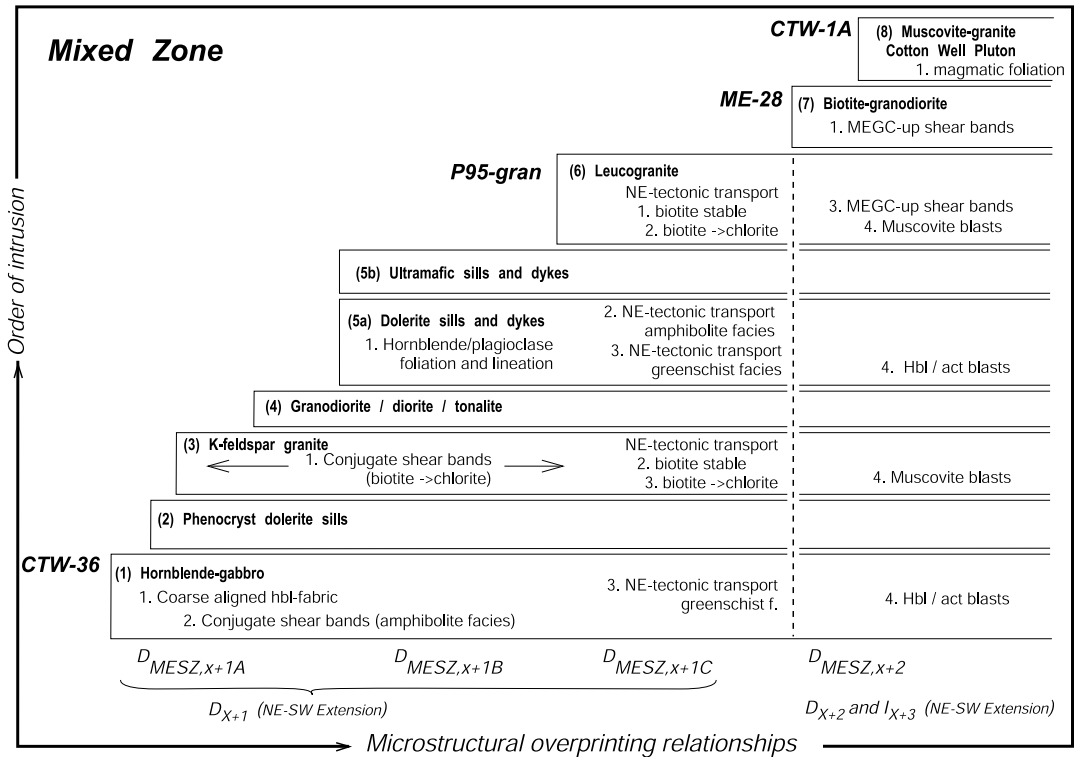 Mixed Zone
CTW-1A
(8) Muscovite-granite
Cotton Well Pluton
1. magmatic foliation
ME-28
(7) Biotite-granodiorite
1. MEGC-up shear bands
P95-gran
(6) Leucogranite
NE-tectonic transport
1. biotite stable
2. biotite ->chlorite
3. MEGC-up shear bands
4. Muscovite blasts
(5b) Ultramafic sills and dykes
(5a) Dolerite sills and dykes
1. Hornblende/plagioclase
foliation and lineation
2. NE-tectonic transport
amphibolite facies
3. NE-tectonic transport
greenschist facies
4. Hbl / act blasts
(4) Granodiorite / diorite / tonalite
(3) K-feldspar granite
1. Conjugate shear bands
(biotite ->chlorite)
NE-tectonic transport
2. biotite stable
3. biotite ->chlorite
4. Muscovite blasts
(2) Phenocryst dolerite sills
CTW-36
(1) Hornblende-gabbro
1. Coarse aligned hbl-fabric
2. Conjugate shear bands (amphibolite facies)
3. NE-tectonic transport
greenschist f.
4. Hbl / act blasts
D MESZ,x+1A
D MESZ,x+1B
D MESZ,x+1C
D MESZ,x+2
D X+1 (NE-SW Extension)
D X+2 and I X+3 (NE-SW Extension)
Order of intrusion
Microstructural overprinting relationships